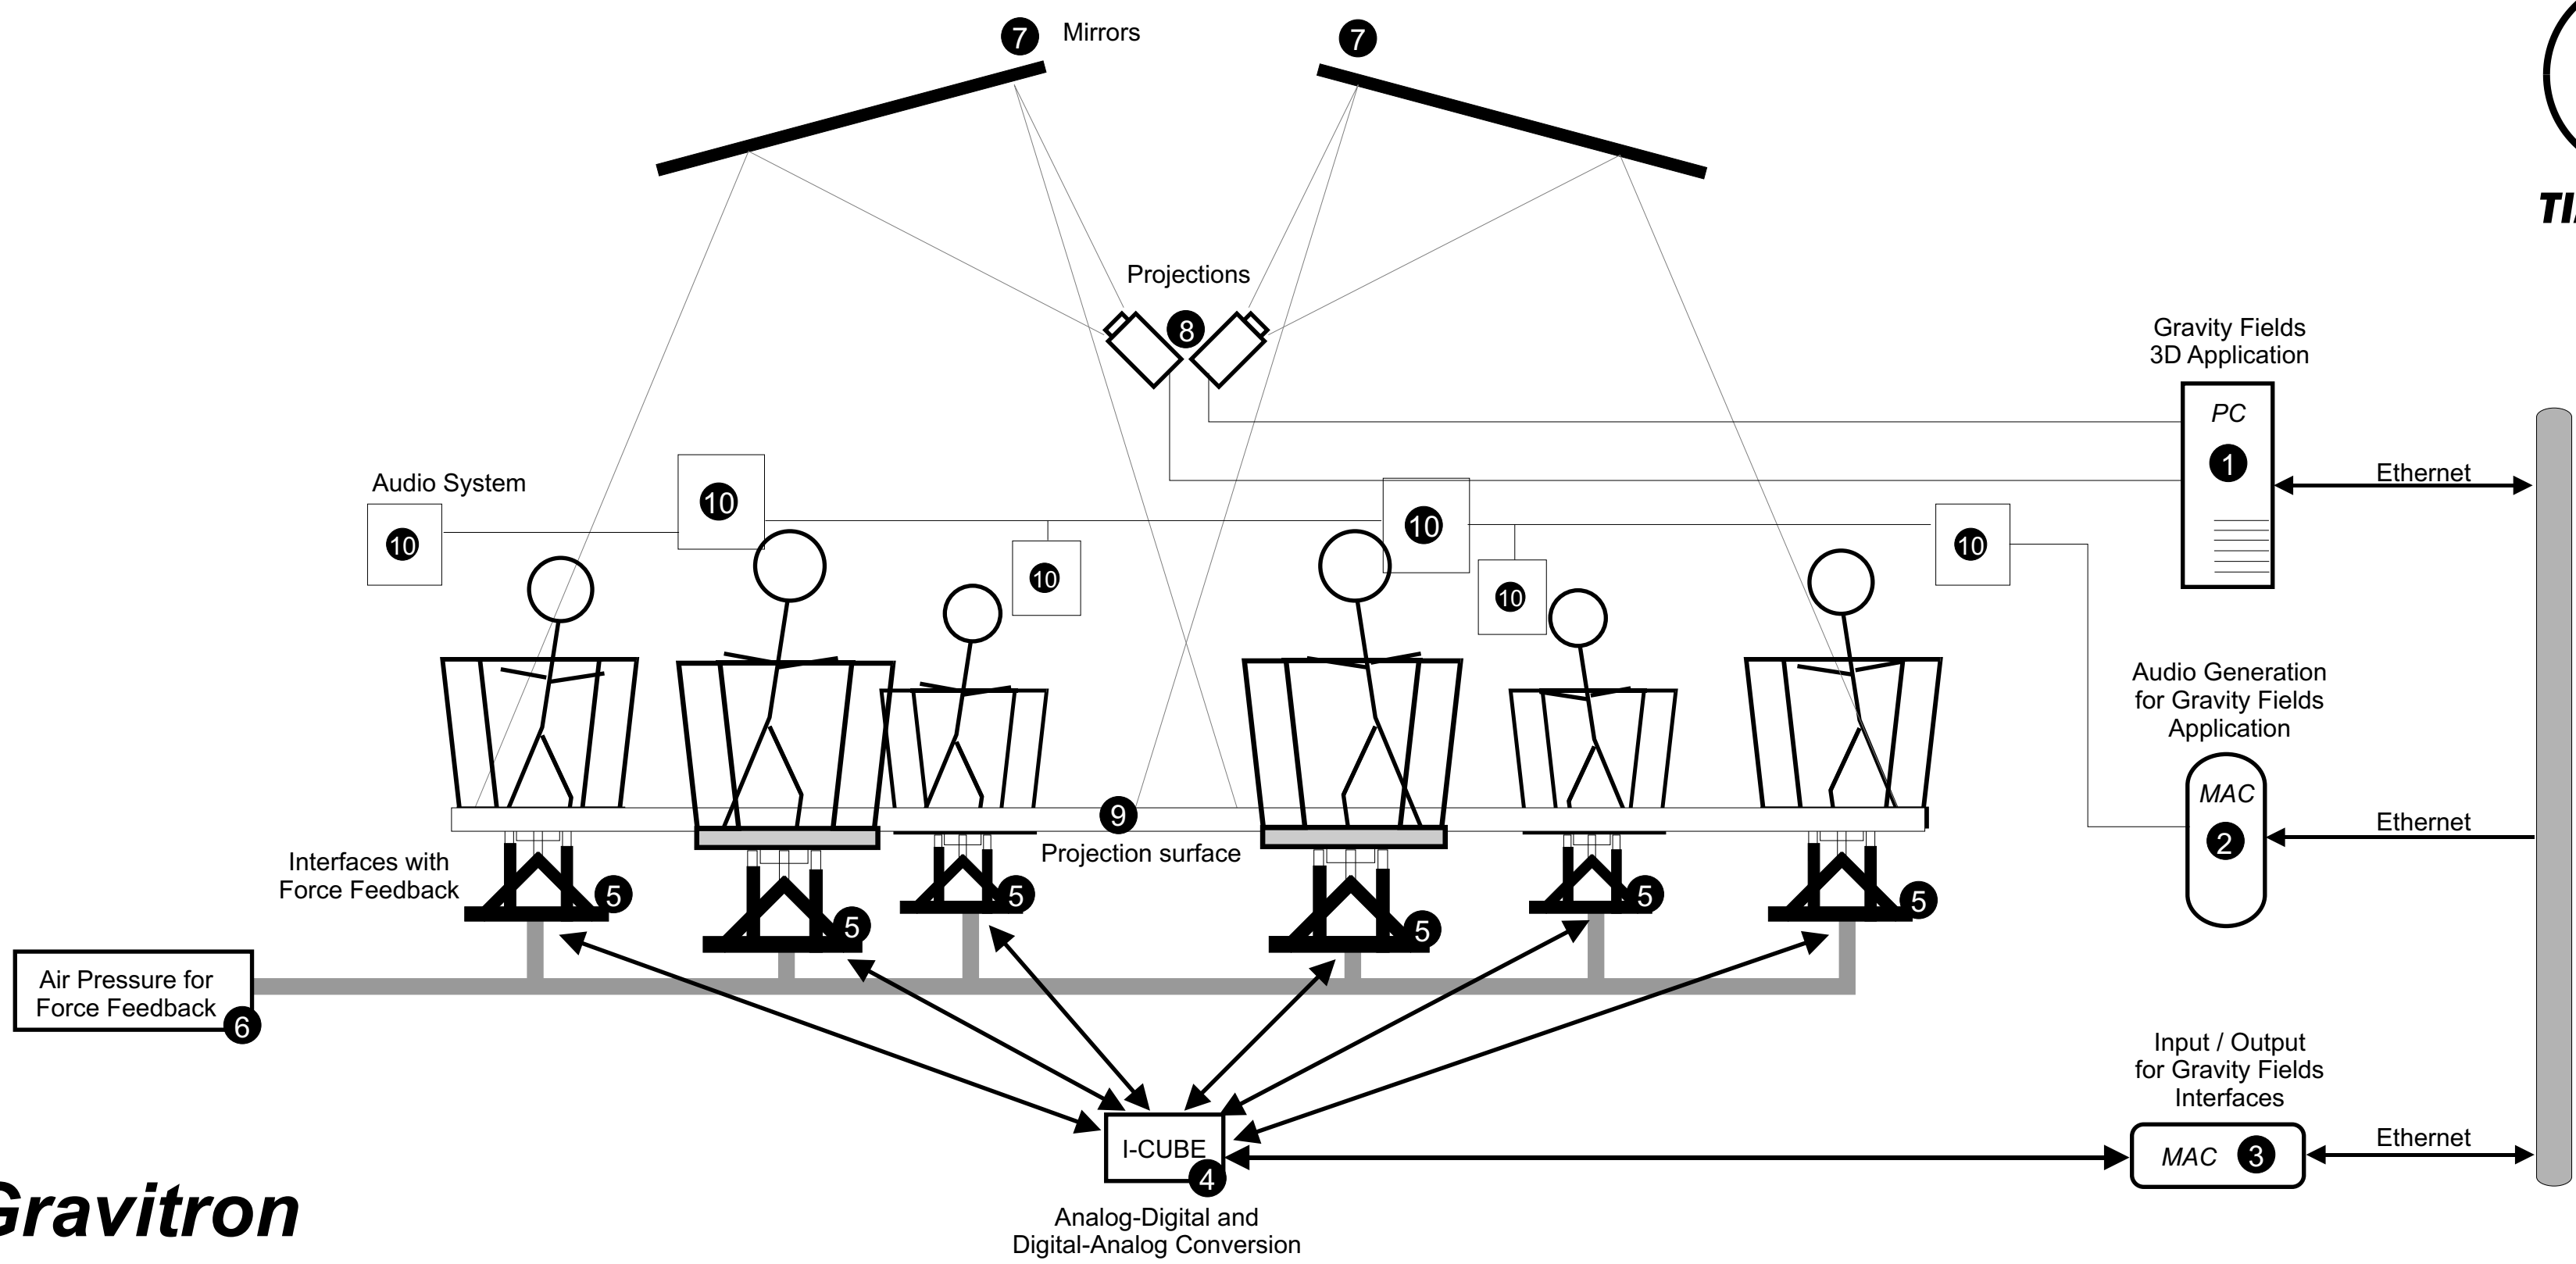 7
Mirrors
7
TI
Projections
8
Gravity Fields
3D Application
PC
1
Ethernet
Audio System
10
10
10
10
10
10
Audio Generation
for Gravity Fields
Application
MAC
2
Ethernet
9
Projection surface
Interfaces with
Force Feedback
5
5
5
5
5
5
Air Pressure for
Force Feedback
6
Input / Output
for Gravity Fields
Interfaces
MAC
3
Ethernet
I-CUBE
4
Analog-Digital and
Digital-Analog Conversion
Gravitron